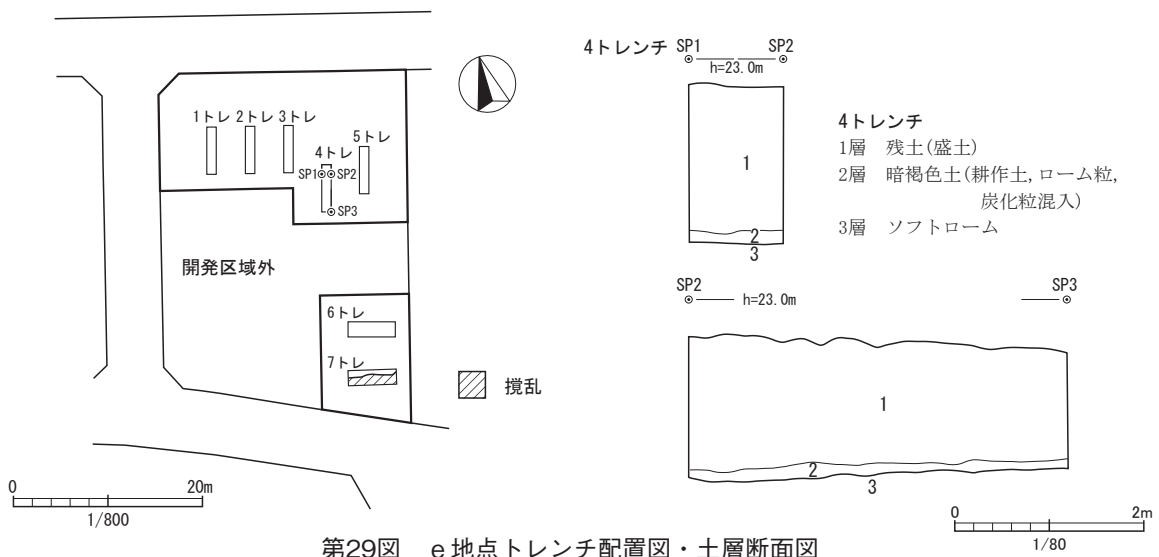 1トレ 2トレ 3トレ
5トレ
4トレ
SP1 SP2
SP3
開発区域外
6トレ
7トレ
撹乱
0 20m
1/800
4トレンチ SP1 SP2
h=23.0m
1
2
3
4トレンチ
1層 残土(盛土)
2層 暗褐色土(耕作土, ローム粒,
炭化粒混入)
3層 ソフトローム
SP2 h=23.0m SP3
1
2
3
0 2m
1/80
第29図 e地点トレンチ配置図・土層断面図